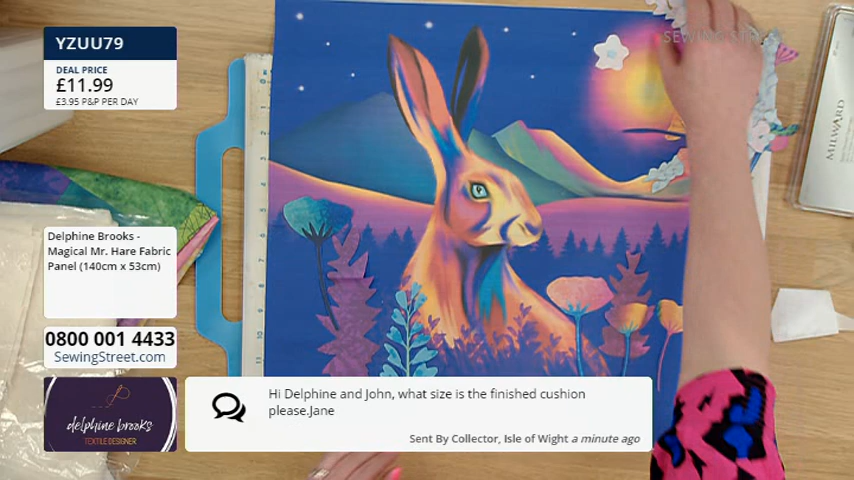 YZUU79
DEAL PRICE
£11.99
£3.95 P&P PER DAY
SEWING STREET
MILWARD
Delphine Brooks -
Magical Mr. Hare Fabric
Panel (140cm x 53cm)
0800 001 4433
SewingStreet.com
delphine brooks
TEXTILE DESIGNER
Hi Delphine and John, what size is the finished cushion
please.Jane
Sent By Collector, Isle of Wight a minute ago